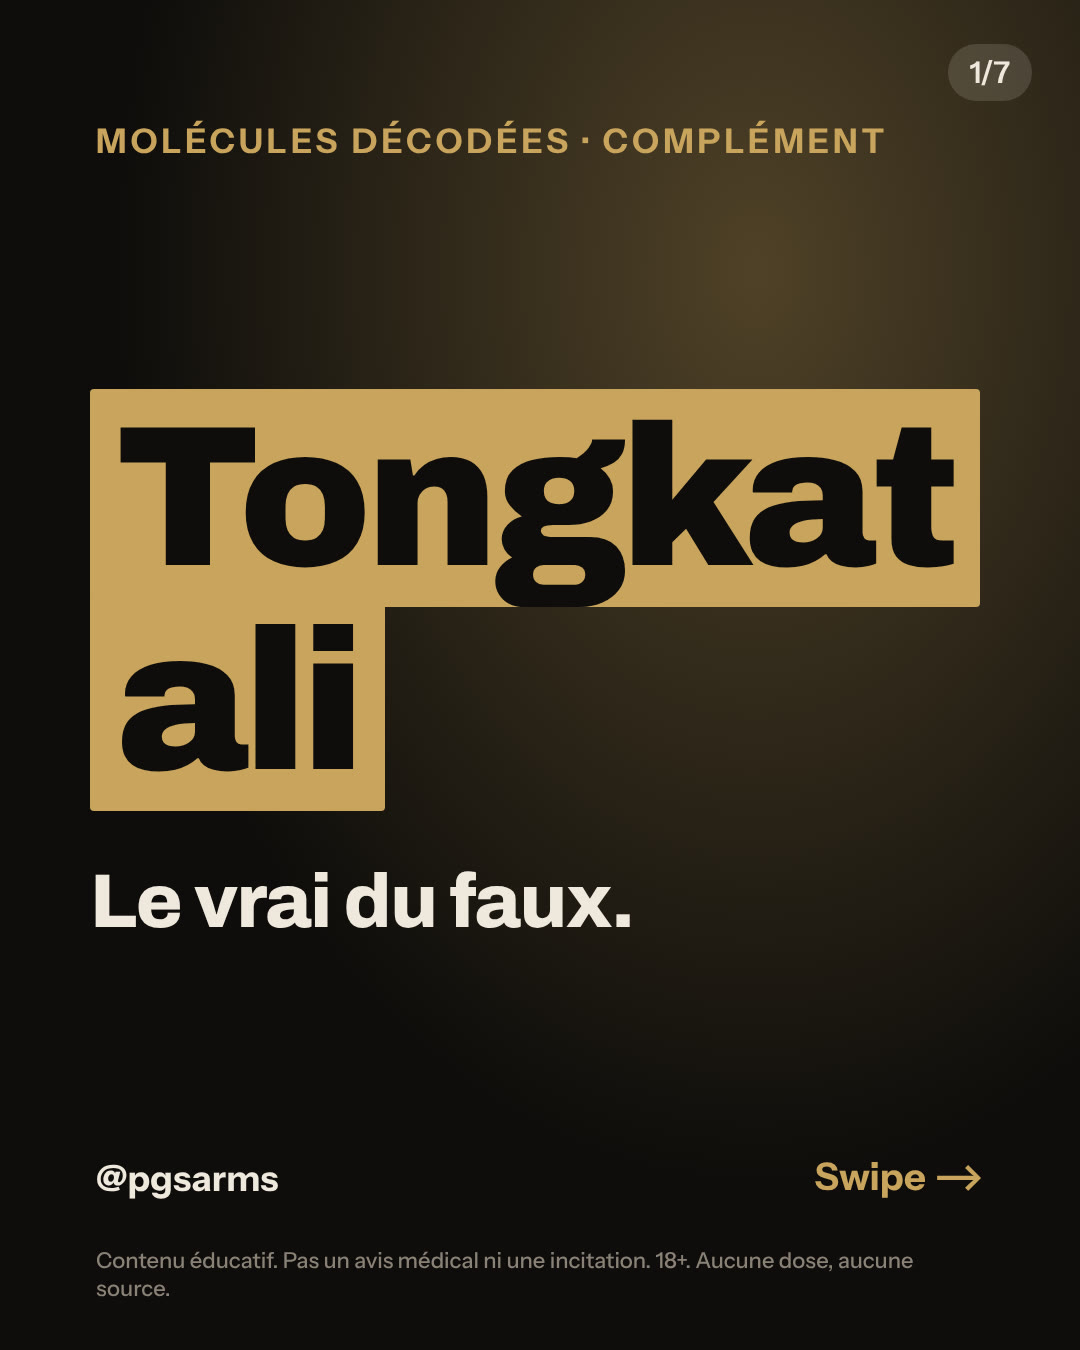 1/7
MOLÉCULES DÉCODÉES · COMPLÉMENT
Tongkat
ali
Le vrai du faux.
@pgsarms
Swipe →
Contenu éducatif. Pas un avis médical ni une incitation. 18+. Aucune dose, aucune
source.